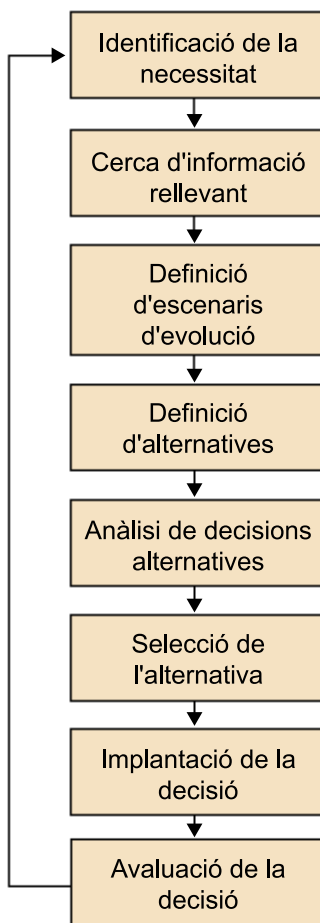 Identificació de la
necessitat
Cerca d'informació
rellevant
Definició
d'escenaris
d'evolució
Definició
d'alternatives
Anàlisi de decisions
alternatives
Selecció de
l'alternativa
Implantació de la
decisió
Avaluació de la
decisió